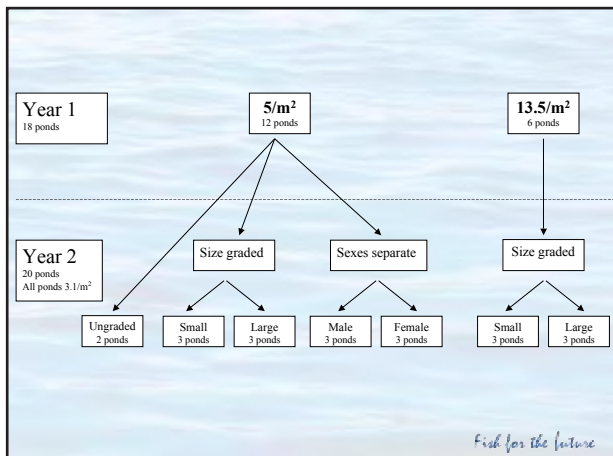 Year 1
18 ponds
5/m²
12 ponds
13.5/m²
6 ponds
Year 2
20 ponds
All ponds 3.1/m²
Size graded
Sexes separate
Size graded
Ungraded
2 ponds
Small
3 ponds
Large
3 ponds
Male
3 ponds
Female
3 ponds
Small
3 ponds
Large
3 ponds
Fish for the future